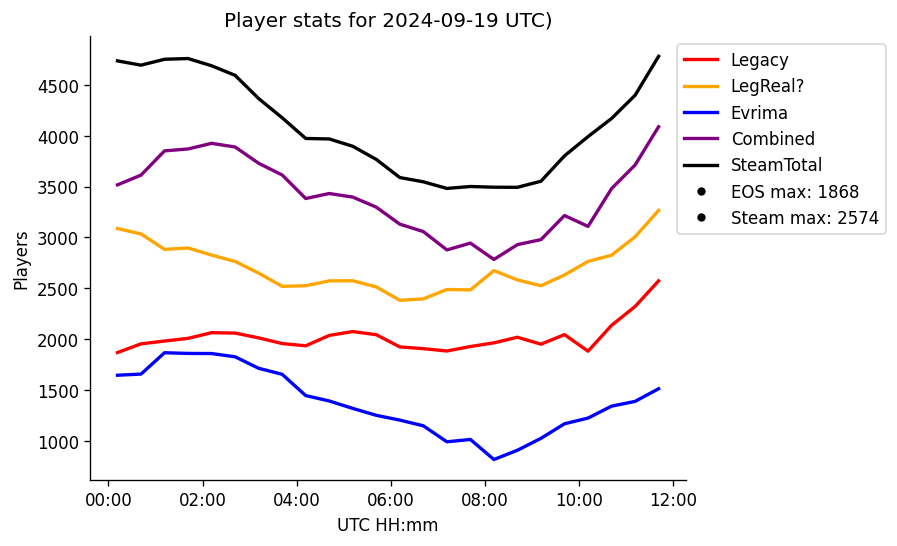 Player stats for 2024-09-19 UTC)
Legacy
LegReal?
Evrima
Combined
SteamTotal
EOS max: 1868
Steam max: 2574
Players
4500
4000
3500
3000
2500
2000
1500
1000
00:00 02:00 04:00 06:00 08:00 10:00 12:00
UTC HH:mm